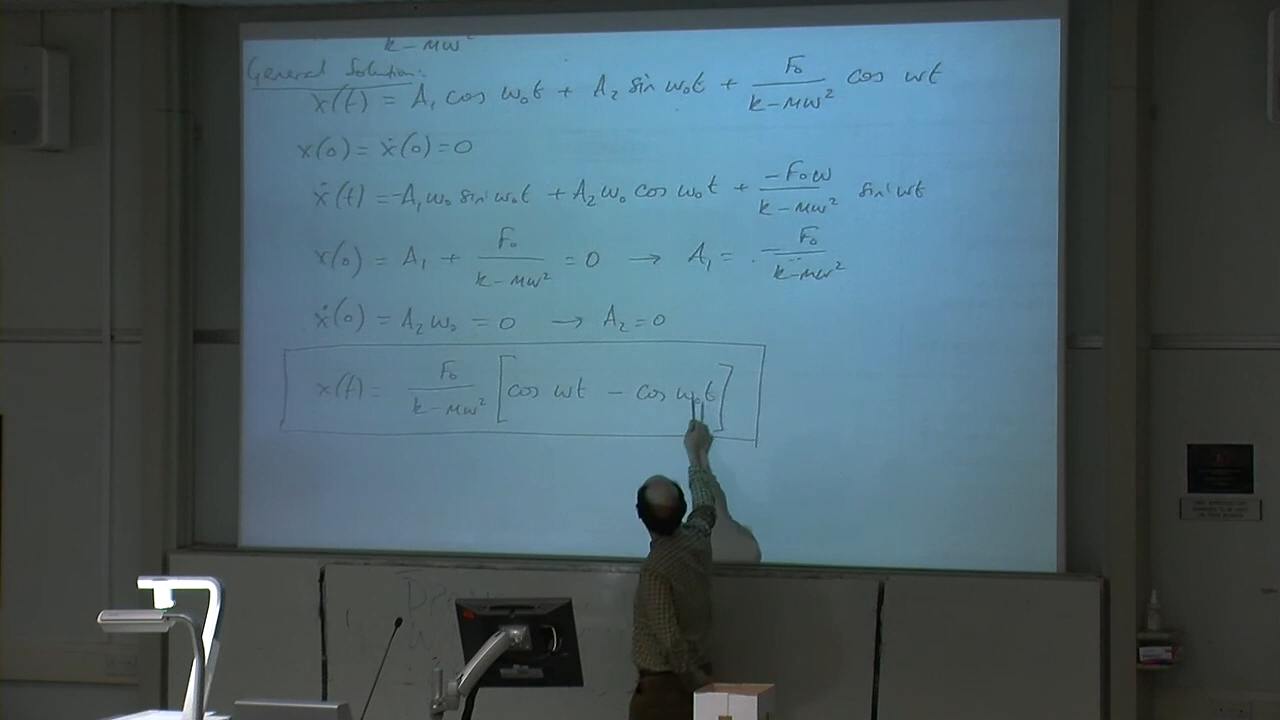 k - Mω²
General Solution:
x(t) = A₁ cos ω₀t + A₂ sin ω₀t + F₀/(k - Mω²) cos ωt
x(0) = ẋ(0) = 0
ẋ(t) = -A₁ω₀ sin ω₀t + A₂ω₀ cos ω₀t + -F₀ω/(k - Mω²) sin ωt
x(0) = A₁ + F₀/(k - Mω²) = 0 → A₁ = -F₀/(k - Mω²)
ẋ(0) = A₂ω₀ = 0 → A₂ = 0
x(t) = F₀/(k - Mω²) [cos ωt - cos ω₀t]